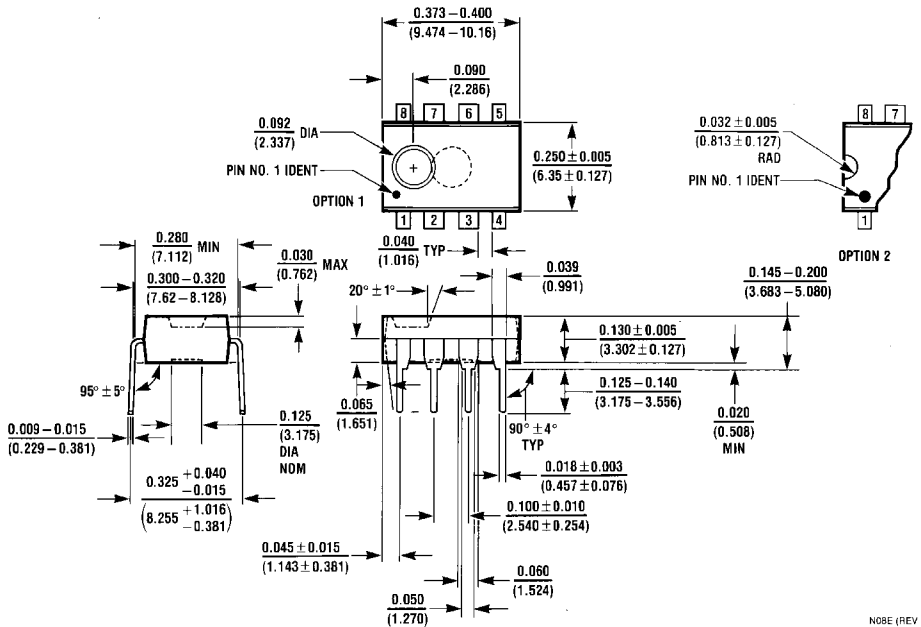 0.373–0.400
(9.474–10.16)
0.090
(2.286)
8 7 6 5
0.092 DIA
(2.337)
PIN NO. 1 IDENT
OPTION 1
0.250 ± 0.005
(6.35 ± 0.127)
1 2 3 4
0.032 ± 0.005
(0.813 ± 0.127)
RAD
PIN NO. 1 IDENT
8 7
1
OPTION 2
0.280 MIN
(7.112)
0.300–0.320
(7.62–8.128)
0.030 MAX
(0.762)
0.040 TYP
(1.016)
20° ± 1°
0.039
(0.991)
0.145–0.200
(3.683–5.080)
0.130 ± 0.005
(3.302 ± 0.127)
0.125–0.140
(3.175–3.556)
0.020
(0.508)
MIN
95° ± 5°
0.009–0.015
(0.229–0.381)
0.125
(3.175)
DIA
NOM
0.065
(1.651)
90° ± 4°
TYP
0.018 ± 0.003
(0.457 ± 0.076)
0.325 +0.040
−0.015
(8.255 +1.016
−0.381)
0.100 ± 0.010
(2.540 ± 0.254)
0.045 ± 0.015
(1.143 ± 0.381)
0.060
(1.524)
0.050
(1.270)
N08E (REV